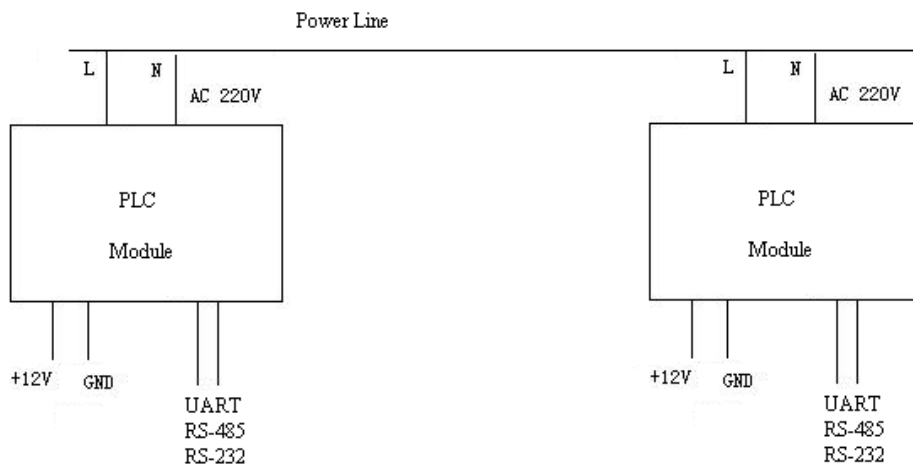 Power Line
L N
AC 220V
PLC
Module
+12V GND
UART
RS-485
RS-232
L N
AC 220V
PLC
Module
+12V GND
UART
RS-485
RS-232